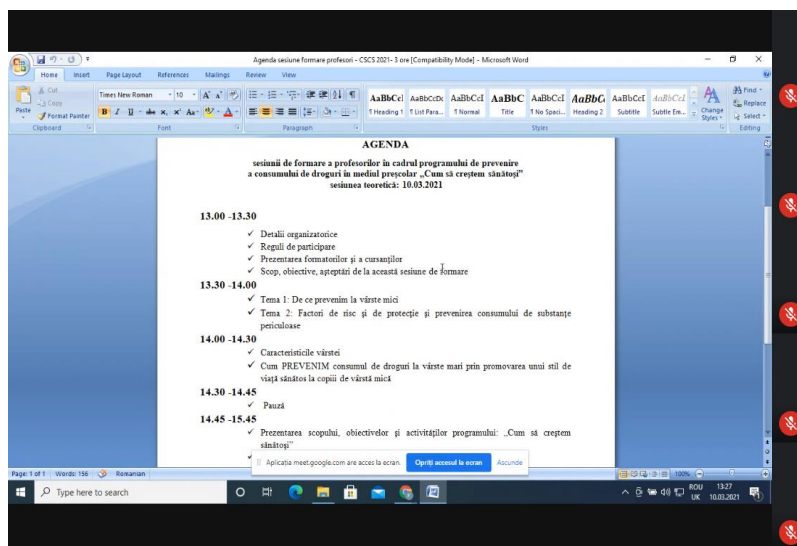 Agenda sesiune formare profesori - CSCS 2021- 3 ore [Compatibility Mode] - Microsoft Word
Home Insert Page Layout References Mailings Review View
Cut
Copy
Format Painter
Paste
Times New Roman 10
AaBbCcI AaBbCcDc AaBbCcI AaBbC AaBbCcI AaBbC AaBbCcI AaBbCcI
¶ Heading 1 ¶ List Para... ¶ Normal Title ¶ No Spaci... Heading 2 Subtitle Subtle Em...
Change Styles
Find
Replace
Select
Clipboard Font Paragraph Styles Editing
AGENDA
sesiunii de formare a profesorilor în cadrul programului de prevenire
a consumului de droguri în mediul preșcolar „Cum să creștem sănătoși”
sesiunea teoretică: 10.03.2021
13.00 -13.30
✓ Detalii organizatorice
✓ Reguli de participare
✓ Prezentarea formatorilor și a cursanților
✓ Scop, obiective, așteptări de la această sesiune de formare
13.30 -14.00
✓ Tema 1: De ce prevenim la vârste mici
✓ Tema 2: Factori de risc și de protecție și prevenirea consumului de substanțe
periculoase
14.00 -14.30
✓ Caracteristicile vârstei
✓ Cum PREVENIM consumul de droguri la vârste mari prin promovarea unui stil de
viață sănătos la copiii de vârstă mică
14.30 -14.45
✓ Pauză
14.45 -15.45
✓ Prezentarea scopului, obiectivelor și activităților programului: „Cum să creștem
sănătoși”
Aplicația meet.google.com are acces la ecran. Opriți accesul la ecran Ascunde
Page: 1 of 1 Words: 156 Romanian 100%
Type here to search
ROU 13:27
UK 10.03.2021